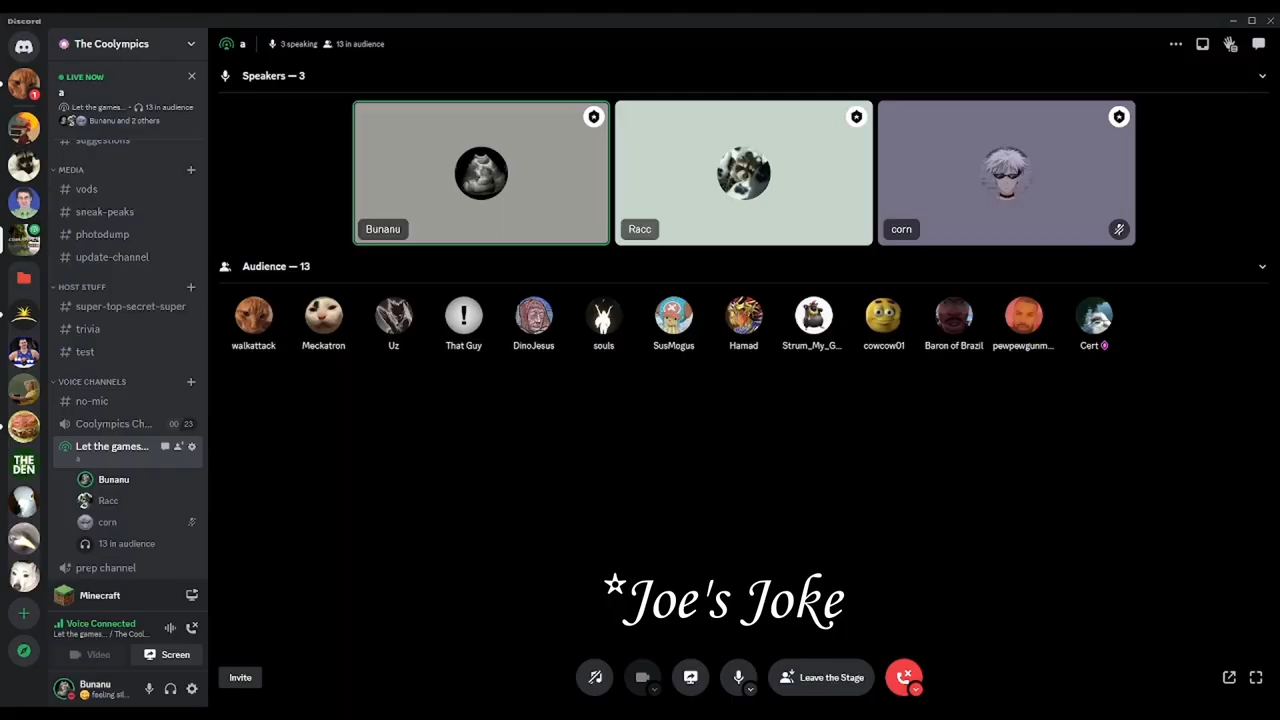 Discord
The Coolympics
LIVE NOW
a
Let the games... - 13 in audience
Bunanu and 2 others
suggestions
MEDIA
vods
sneak-peaks
photodump
update-channel
HOST STUFF
super-top-secret-super
trivia
test
VOICE CHANNELS
no-mic
Coolympics Ch... 00 23
Let the games...
a
Bunanu
Racc
corn
13 in audience
prep channel
Minecraft
Voice Connected
Let the games... / The Cool...
Video
Screen
Bunanu
feeling sil...
THE
DEN
1
a 3 speaking 13 in audience
Speakers — 3
Bunanu
Racc
corn
Audience — 13
walkattack
Meckatron
Uz
That Guy
DinoJesus
souls
SusMogus
Hamad
Strum_My_G...
cowcow01
Baron of Brazil
pewpewgunm...
Cert
*Joe's Joke
Invite
Leave the Stage